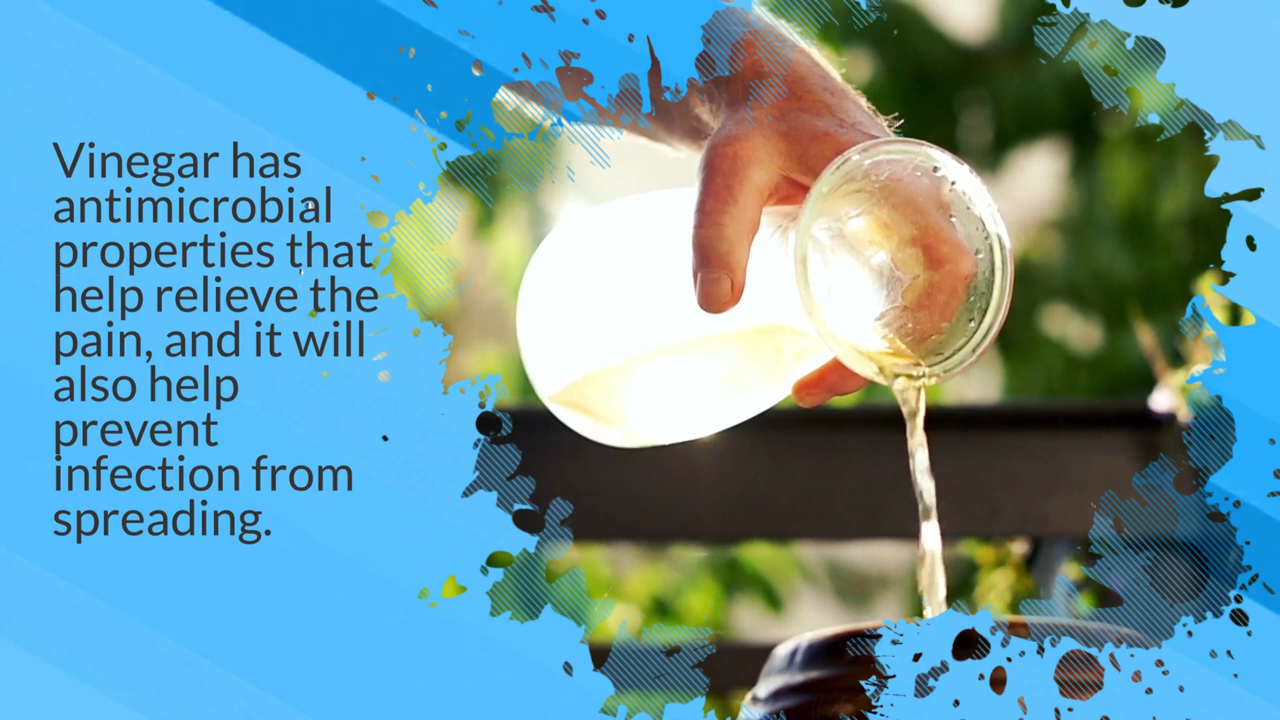 Vinegar has
antimicrobial
properties that
help relieve the
pain, and it will
also help
prevent
infection from
spreading.